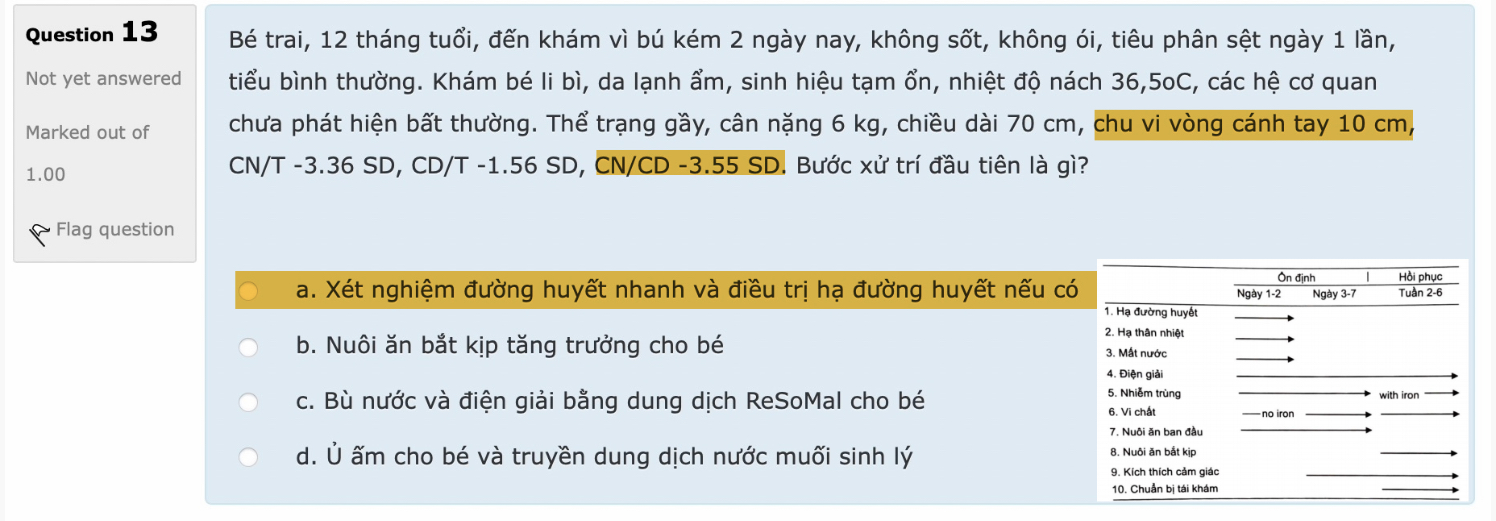 Question 13
Not yet answered
Marked out of
1.00
Flag question
Bé trai, 12 tháng tuổi, đến khám vì bú kém 2 ngày nay, không sốt, không ói, tiêu phân sệt ngày 1 lần,
tiểu bình thường. Khám bé li bì, da lạnh ẩm, sinh hiệu tạm ổn, nhiệt độ nách 36,5oC, các hệ cơ quan
chưa phát hiện bất thường. Thể trạng gầy, cân nặng 6 kg, chiều dài 70 cm, chu vi vòng cánh tay 10 cm,
CN/T -3.36 SD, CD/T -1.56 SD, CN/CD -3.55 SD. Bước xử trí đầu tiên là gì?
a. Xét nghiệm đường huyết nhanh và điều trị hạ đường huyết nếu có
b. Nuôi ăn bắt kịp tăng trưởng cho bé
c. Bù nước và điện giải bằng dung dịch ReSoMal cho bé
d. Ủ ấm cho bé và truyền dung dịch nước muối sinh lý
Ổn định Hồi phục
Ngày 1-2 Ngày 3-7 Tuần 2-6
1. Hạ đường huyết
2. Hạ thân nhiệt
3. Mất nước
4. Điện giải
5. Nhiễm trùng with iron
6. Vi chất no iron
7. Nuôi ăn ban đầu
8. Nuôi ăn bắt kịp
9. Kích thích cảm giác
10. Chuẩn bị tái khám